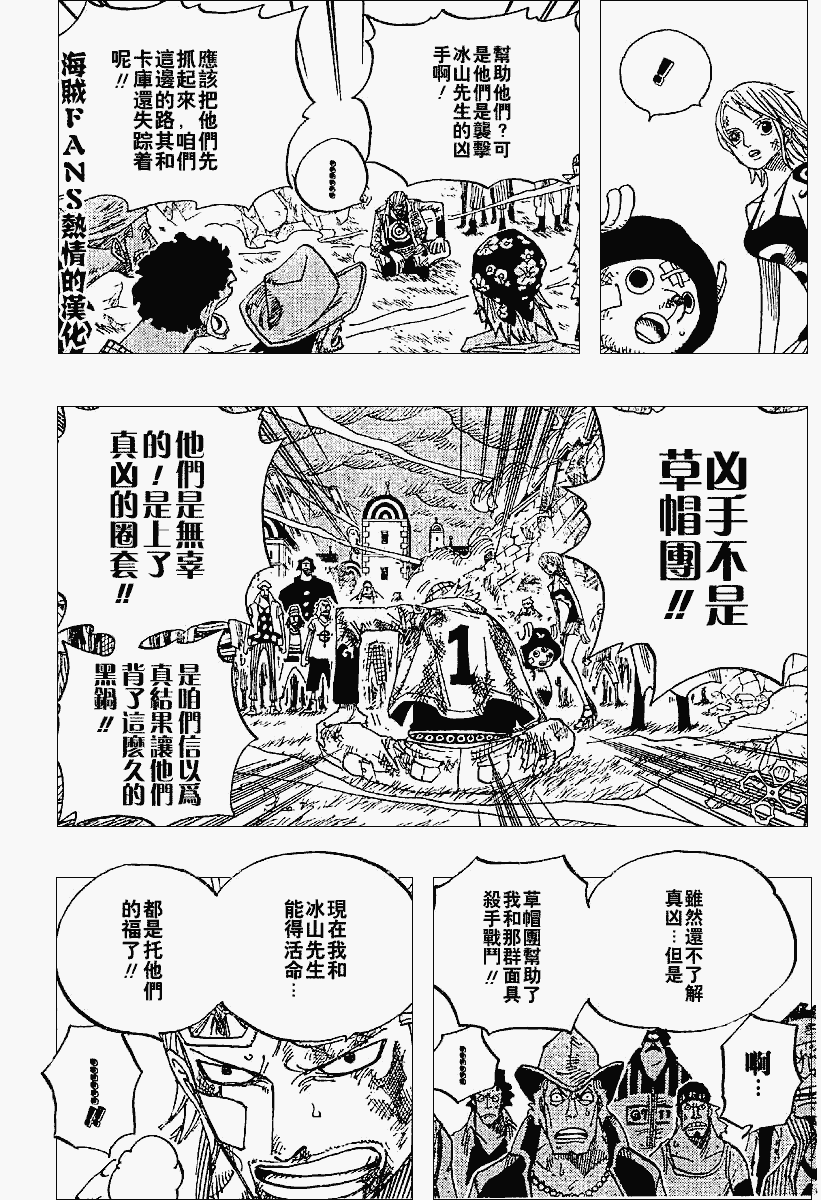 !
幫助他們？可
是他們是襲擊
冰山先生的凶
手啊！
……
應該把他們先
抓起來，咱們
這邊的路其和
卡庫還失踪着
呢!!
海賊FANS熱情的漢化
凶手不是
草帽團!!
1
他們是無辜
的！是上了
真凶的圈套!!
是咱們信以爲
真結果讓他們
背了這麼久的
黑鍋!!
雖然還不了解
真凶…但是
草帽團幫助了
我和那群面具
殺手戰鬥!!
啊…
……
現在我和
冰山先生
能得活命…
都是托他們
的福了!!
……!!